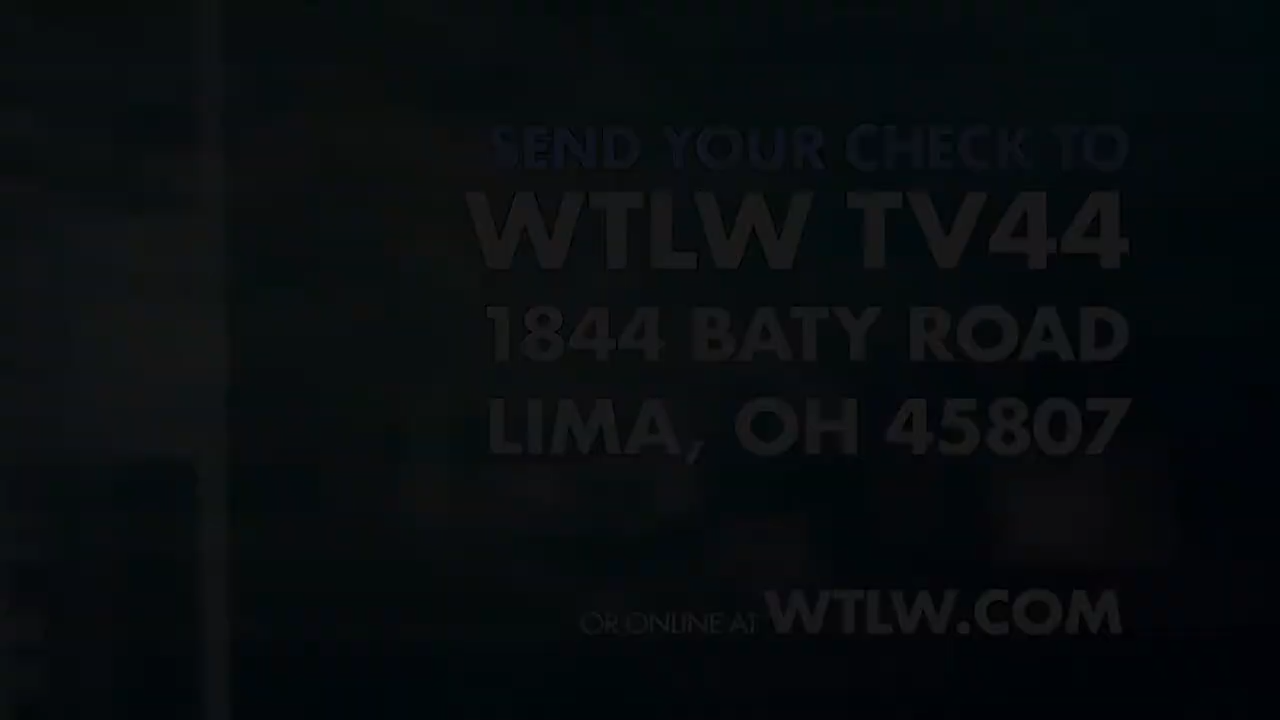 SEND YOUR CHECK TO
WTLW TV44
1844 BATY ROAD
LIMA, OH 45807
OR ONLINE AT WTLW.COM